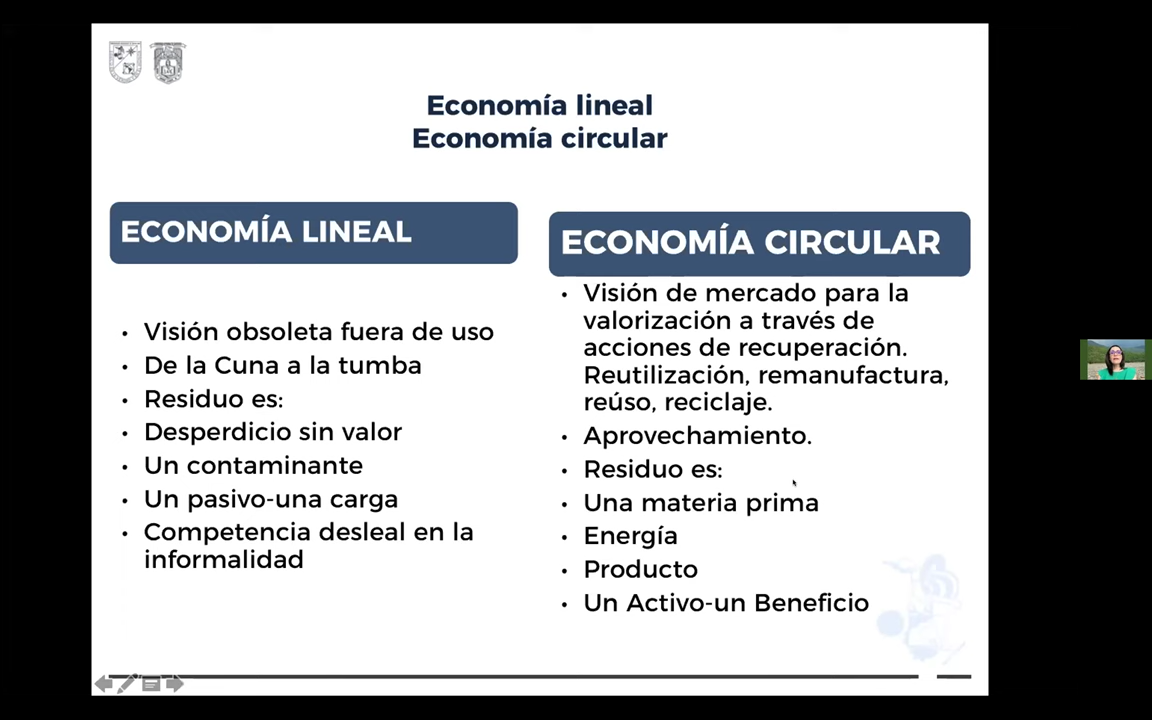 Economía lineal
Economía circular
ECONOMÍA LINEAL
• Visión obsoleta fuera de uso
• De la Cuna a la tumba
• Residuo es:
• Desperdicio sin valor
• Un contaminante
• Un pasivo-una carga
• Competencia desleal en la
informalidad
ECONOMÍA CIRCULAR
• Visión de mercado para la
valorización a través de
acciones de recuperación.
Reutilización, remanufactura,
reúso, reciclaje.
• Aprovechamiento.
• Residuo es:
• Una materia prima
• Energía
• Producto
• Un Activo-un Beneficio